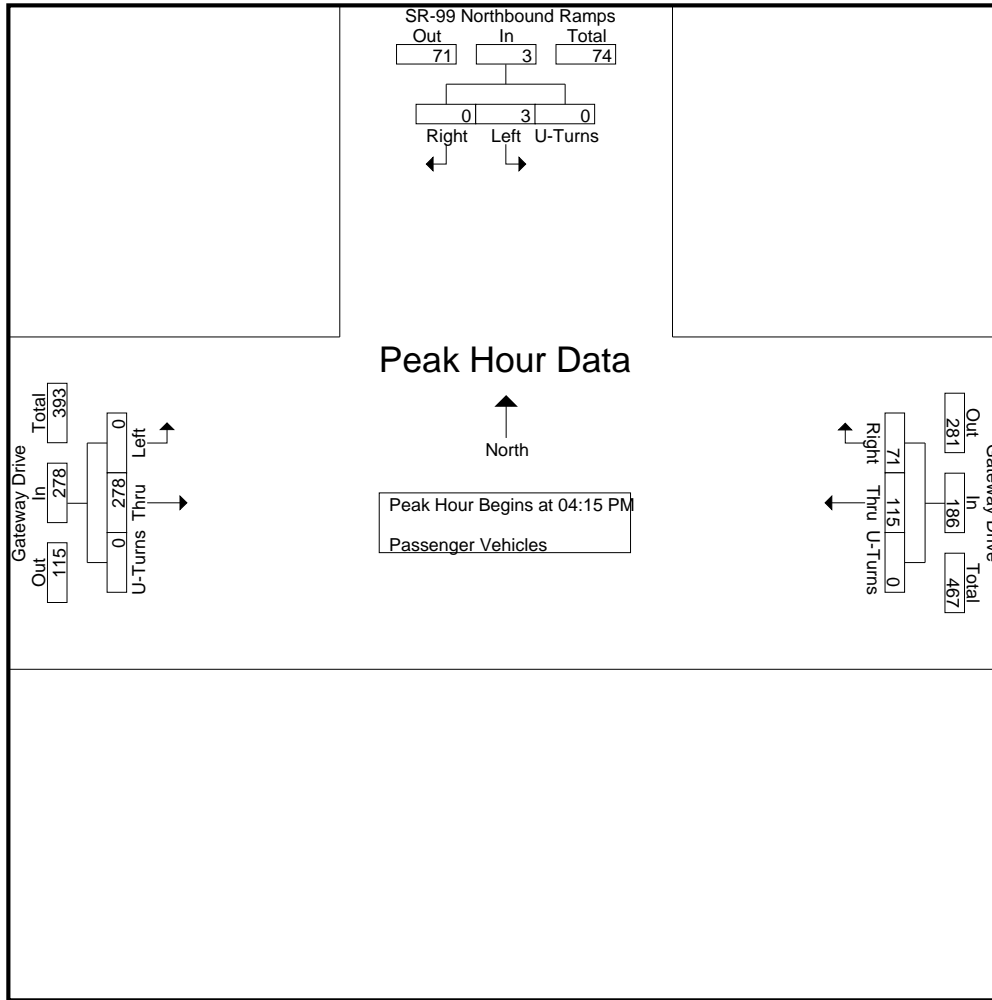 SR-99 Northbound Ramps
Out In Total
71 3 74
0 3 0
Right Left U-Turns
Peak Hour Data
North
Peak Hour Begins at 04:15 PM
Passenger Vehicles
Gateway Drive
Out In Total
115 278 393
0 278 0
U-Turns Thru Left
Gateway Drive
Out In Total
281 186 467
71 115 0
Right Thru U-Turns